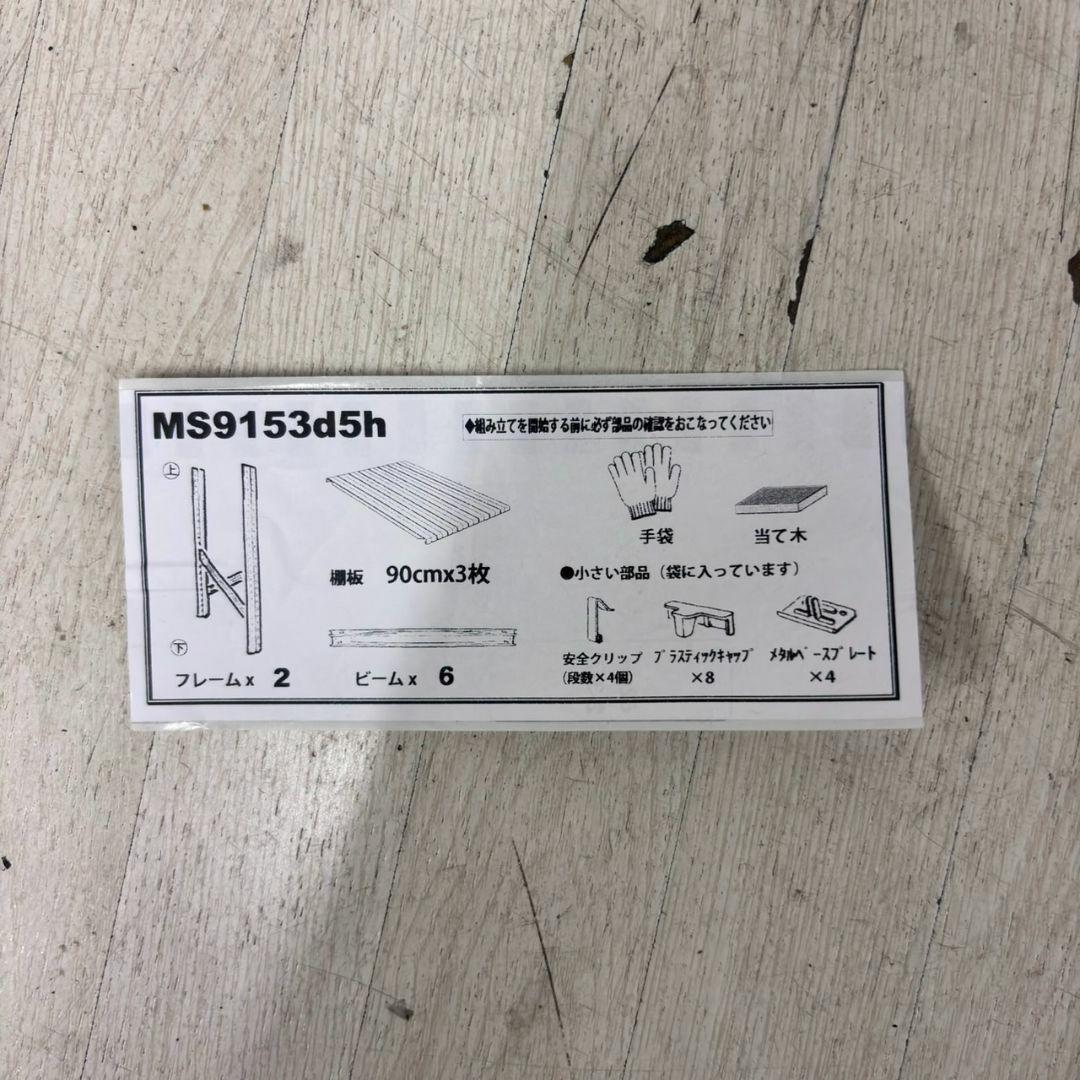 MS9153d5h
◆組み立てを開始する前に必ず部品の確認をおこなってください
上
下
フレームx 2
棚板 90cmx3枚
ビームx 6
手袋
当て木
●小さい部品（袋に入っています）
安全クリップ
(段数×4個)
プラスティックキャップ
×8
メタルベースプレート
×4